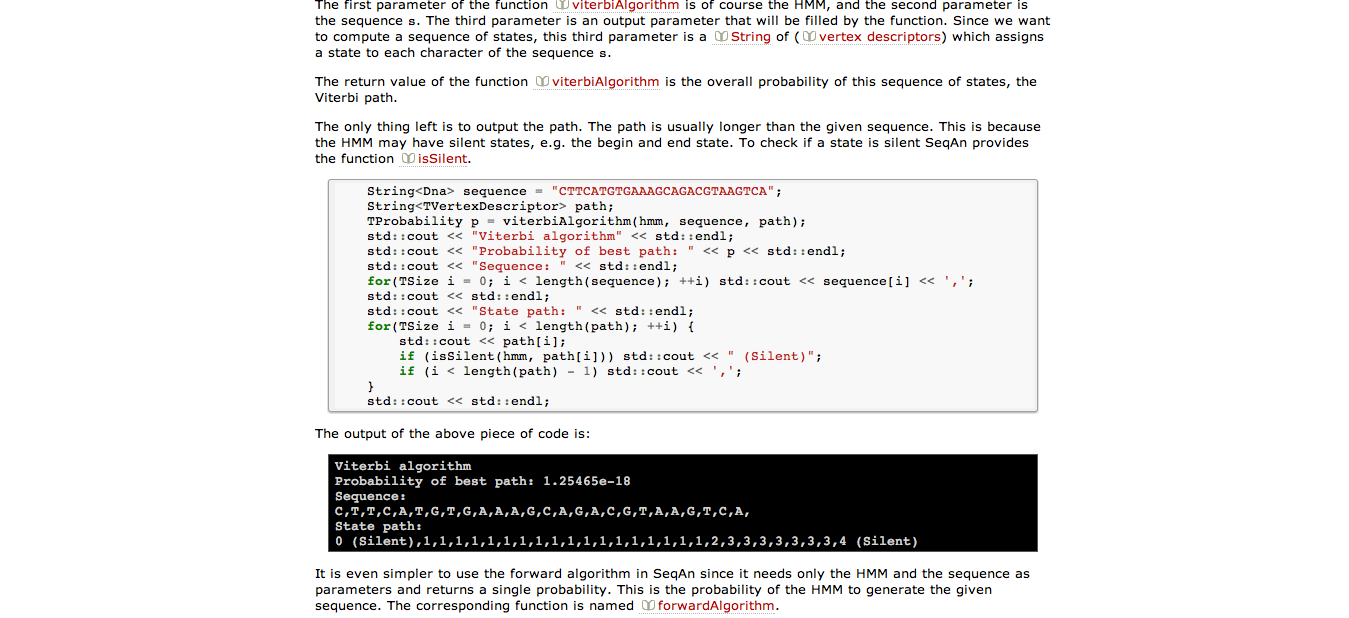 The first parameter of the function viterbiAlgorithm is of course the HMM, and the second parameter is
the sequence s. The third parameter is an output parameter that will be filled by the function. Since we want
to compute a sequence of states, this third parameter is a String of (vertex descriptors) which assigns
a state to each character of the sequence s.
The return value of the function viterbiAlgorithm is the overall probability of this sequence of states, the
Viterbi path.
The only thing left is to output the path. The path is usually longer than the given sequence. This is because
the HMM may have silent states, e.g. the begin and end state. To check if a state is silent SeqAn provides
the function isSilent.
String<Dna> sequence = "CTTCATGTGAAAGCAGACGTAAGTCA";
String<TVertexDescriptor> path;
TProbability p = viterbiAlgorithm(hmm, sequence, path);
std::cout << "Viterbi algorithm" << std::endl;
std::cout << "Probability of best path: " << p << std::endl;
std::cout << "Sequence: " << std::endl;
for(TSize i = 0; i < length(sequence); ++i) std::cout << sequence[i] << ',';
std::cout << std::endl;
std::cout << "State path: " << std::endl;
for(TSize i = 0; i < length(path); ++i) {
    std::cout << path[i];
    if (isSilent(hmm, path[i])) std::cout << " (Silent)";
    if (i < length(path) - 1) std::cout << ',';
}
std::cout << std::endl;
The output of the above piece of code is:
Viterbi algorithm
Probability of best path: 1.25465e-18
Sequence:
C,T,T,C,A,T,G,T,G,A,A,A,G,C,A,G,A,C,G,T,A,A,G,T,C,A,
State path:
0 (Silent),1,1,1,1,1,1,1,1,1,1,1,1,1,1,1,1,1,1,2,3,3,3,3,3,3,3,4 (Silent)
It is even simpler to use the forward algorithm in SeqAn since it needs only the HMM and the sequence as
parameters and returns a single probability. This is the probability of the HMM to generate the given
sequence. The corresponding function is named forwardAlgorithm.